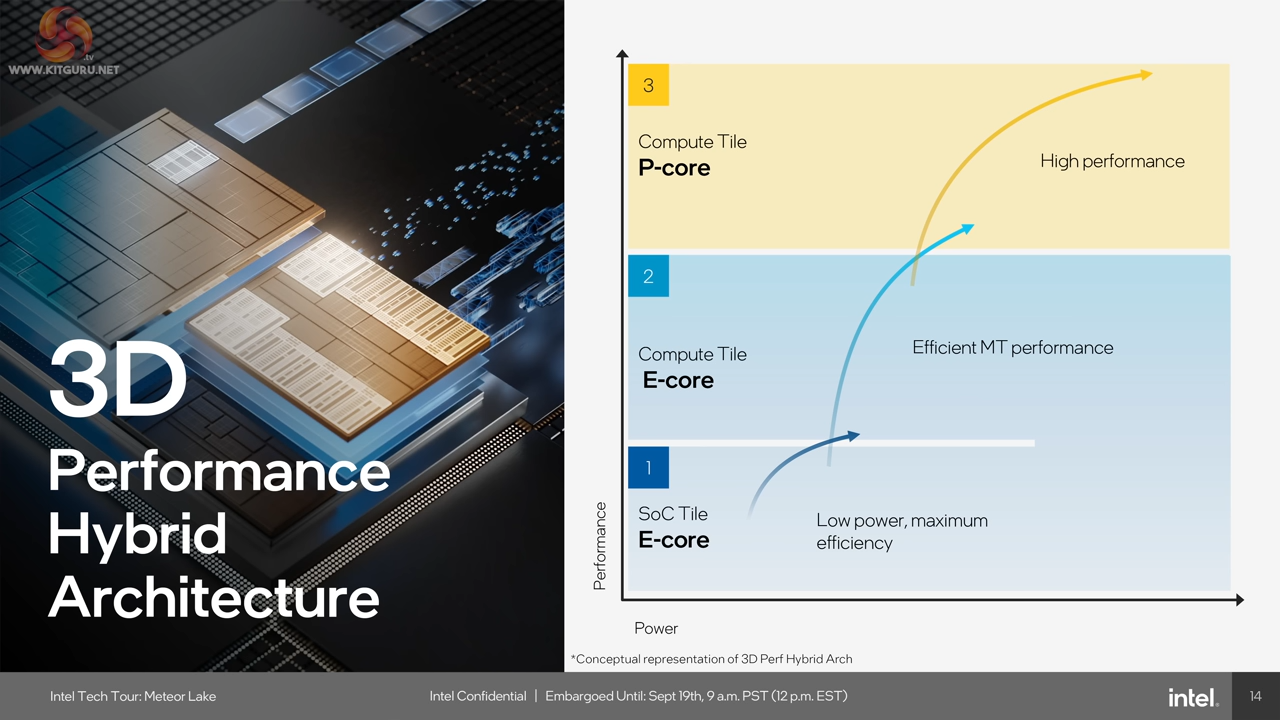 .tv
WWW.KITGURU.NET
3D
Performance
Hybrid
Architecture
3
Compute Tile
P-core
High performance
2
Compute Tile
E-core
Efficient MT performance
1
SoC Tile
E-core
Low power, maximum
efficiency
Performance
Power
*Conceptual representation of 3D Perf Hybrid Arch
Intel Tech Tour: Meteor Lake
Intel Confidential | Embargoed Until: Sept 19th, 9 a.m. PST (12 p.m. EST)
intel.
14